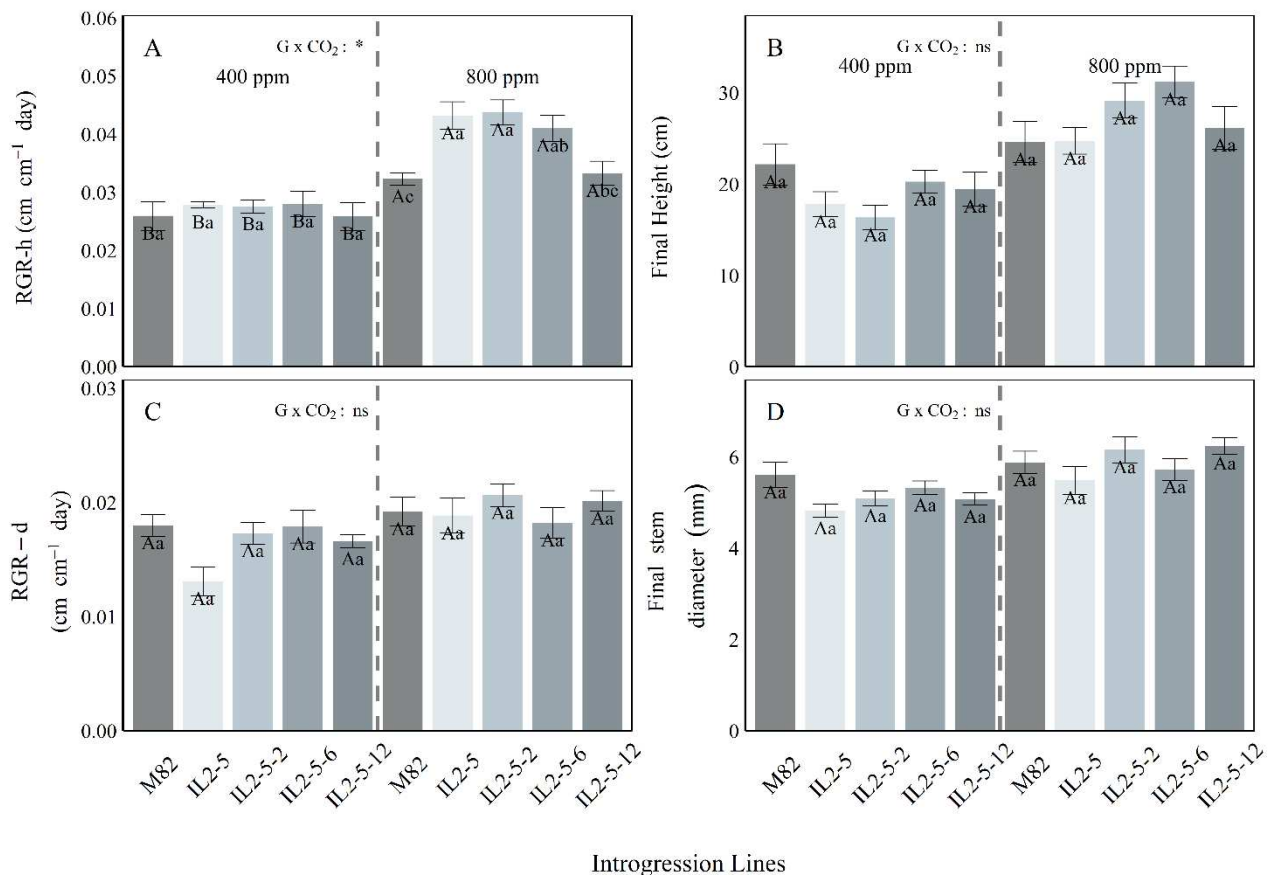 A
G x CO₂ : *
400 ppm
800 ppm
RGR-h (cm cm⁻¹ day)
0.06
0.05
0.04
0.03
0.02
0.01
0.00
Ba
Ba
Ba
Ba
Ba
Ac
Aa
Aa
Aab
Abc
B
G x CO₂ : ns
400 ppm
800 ppm
Final Height (cm)
30
20
10
0
Aa
Aa
Aa
Aa
Aa
Aa
Aa
Aa
Aa
Aa
C
G x CO₂ : ns
RGR – d
(cm cm⁻¹ day)
0.03
0.02
0.01
0.00
Aa
Aa
Aa
Aa
Aa
Aa
Aa
Aa
Aa
Aa
M82
IL2-5
IL2-5-2
IL2-5-6
IL2-5-12
M82
IL2-5
IL2-5-2
IL2-5-6
IL2-5-12
D
G x CO₂ : ns
Final stem
diameter (mm)
6
4
2
0
Aa
Aa
Aa
Aa
Aa
Aa
Aa
Aa
Aa
Aa
M82
IL2-5
IL2-5-2
IL2-5-6
IL2-5-12
M82
IL2-5
IL2-5-2
IL2-5-6
IL2-5-12
Introgression Lines